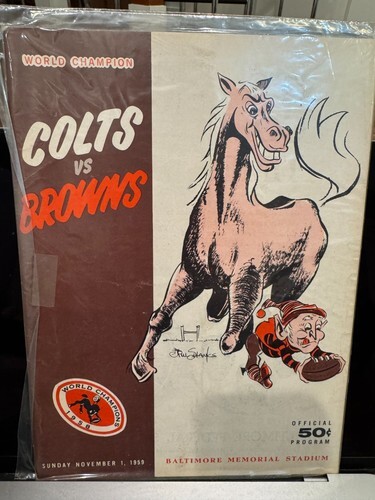 WORLD CHAMPION
COLTS
VS
BROWNS
WORLD CHAMPIONS
1958
SUNDAY NOVEMBER 1, 1959
OFFICIAL
50¢
PROGRAM
BALTIMORE MEMORIAL STADIUM